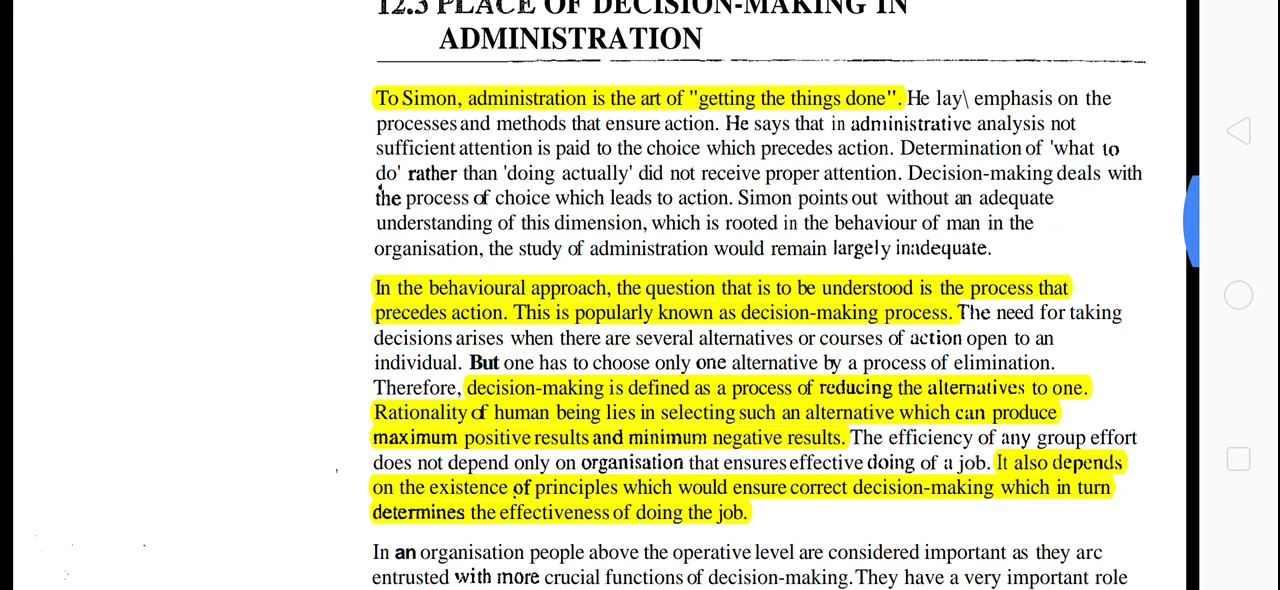 12.3 PLACE OF DECISION-MAKING IN
ADMINISTRATION
To Simon, administration is the art of "getting the things done". He lay\ emphasis on the
processes and methods that ensure action. He says that in administrative analysis not
sufficient attention is paid to the choice which precedes action. Determination of 'what to
do' rather than 'doing actually' did not receive proper attention. Decision-making deals with
the process of choice which leads to action. Simon points out without an adequate
understanding of this dimension, which is rooted in the behaviour of man in the
organisation, the study of administration would remain largely inadequate.
In the behavioural approach, the question that is to be understood is the process that
precedes action. This is popularly known as decision-making process. The need for taking
decisions arises when there are several alternatives or courses of action open to an
individual. But one has to choose only one alternative by a process of elimination.
Therefore, decision-making is defined as a process of reducing the alternatives to one.
Rationality of human being lies in selecting such an alternative which can produce
maximum positive results and minimum negative results. The efficiency of any group effort
does not depend only on organisation that ensures effective doing of a job. It also depends
on the existence of principles which would ensure correct decision-making which in turn
determines the effectiveness of doing the job.
In an organisation people above the operative level are considered important as they arc
entrusted with more crucial functions of decision-making. They have a very important role